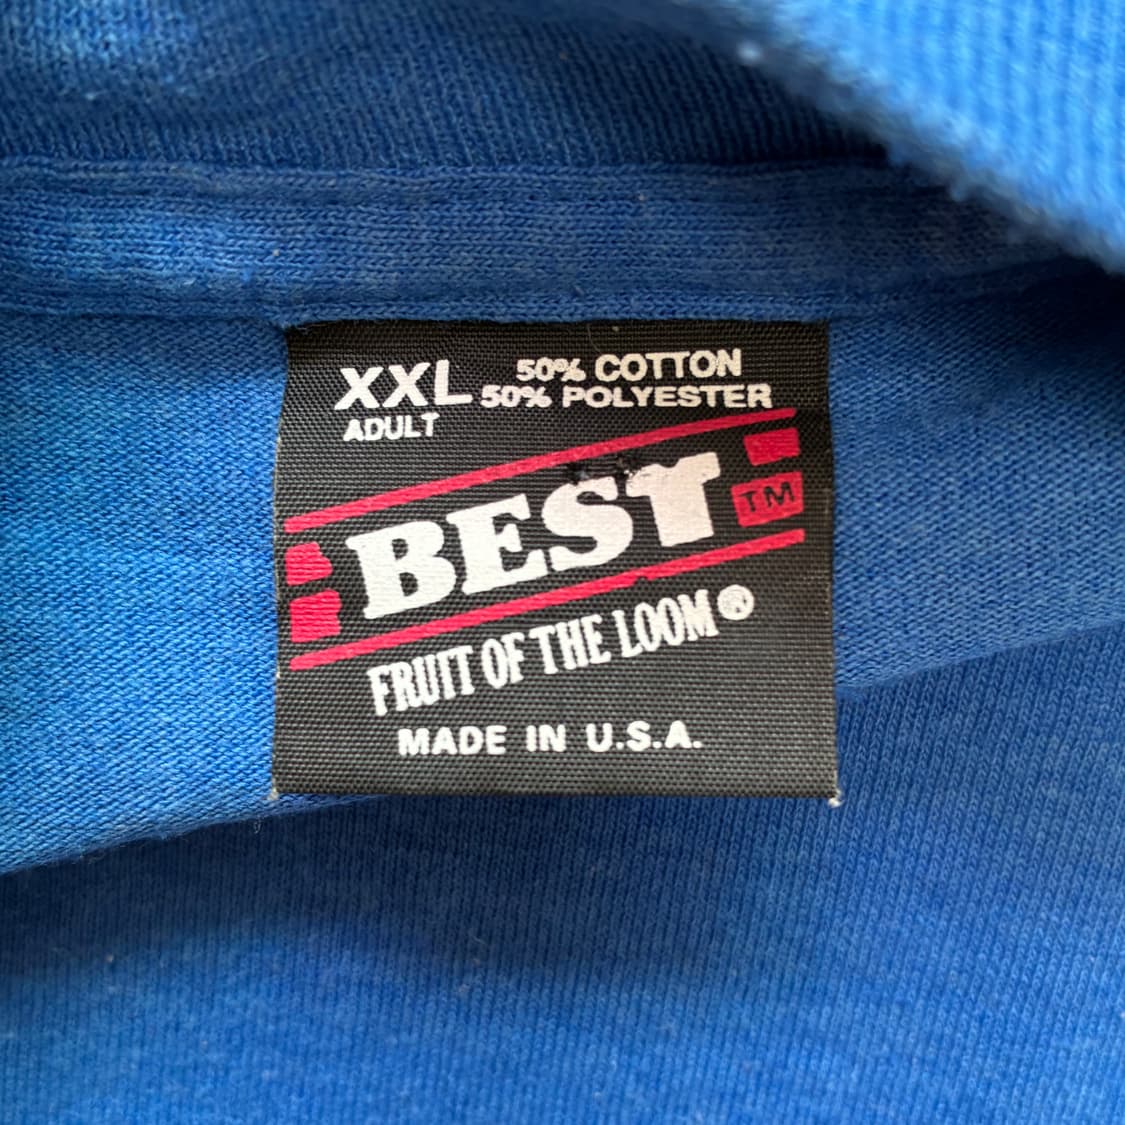 XXL
ADULT
50% COTTON
50% POLYESTER
BEST
TM
FRUIT OF THE LOOM®
MADE IN U.S.A.